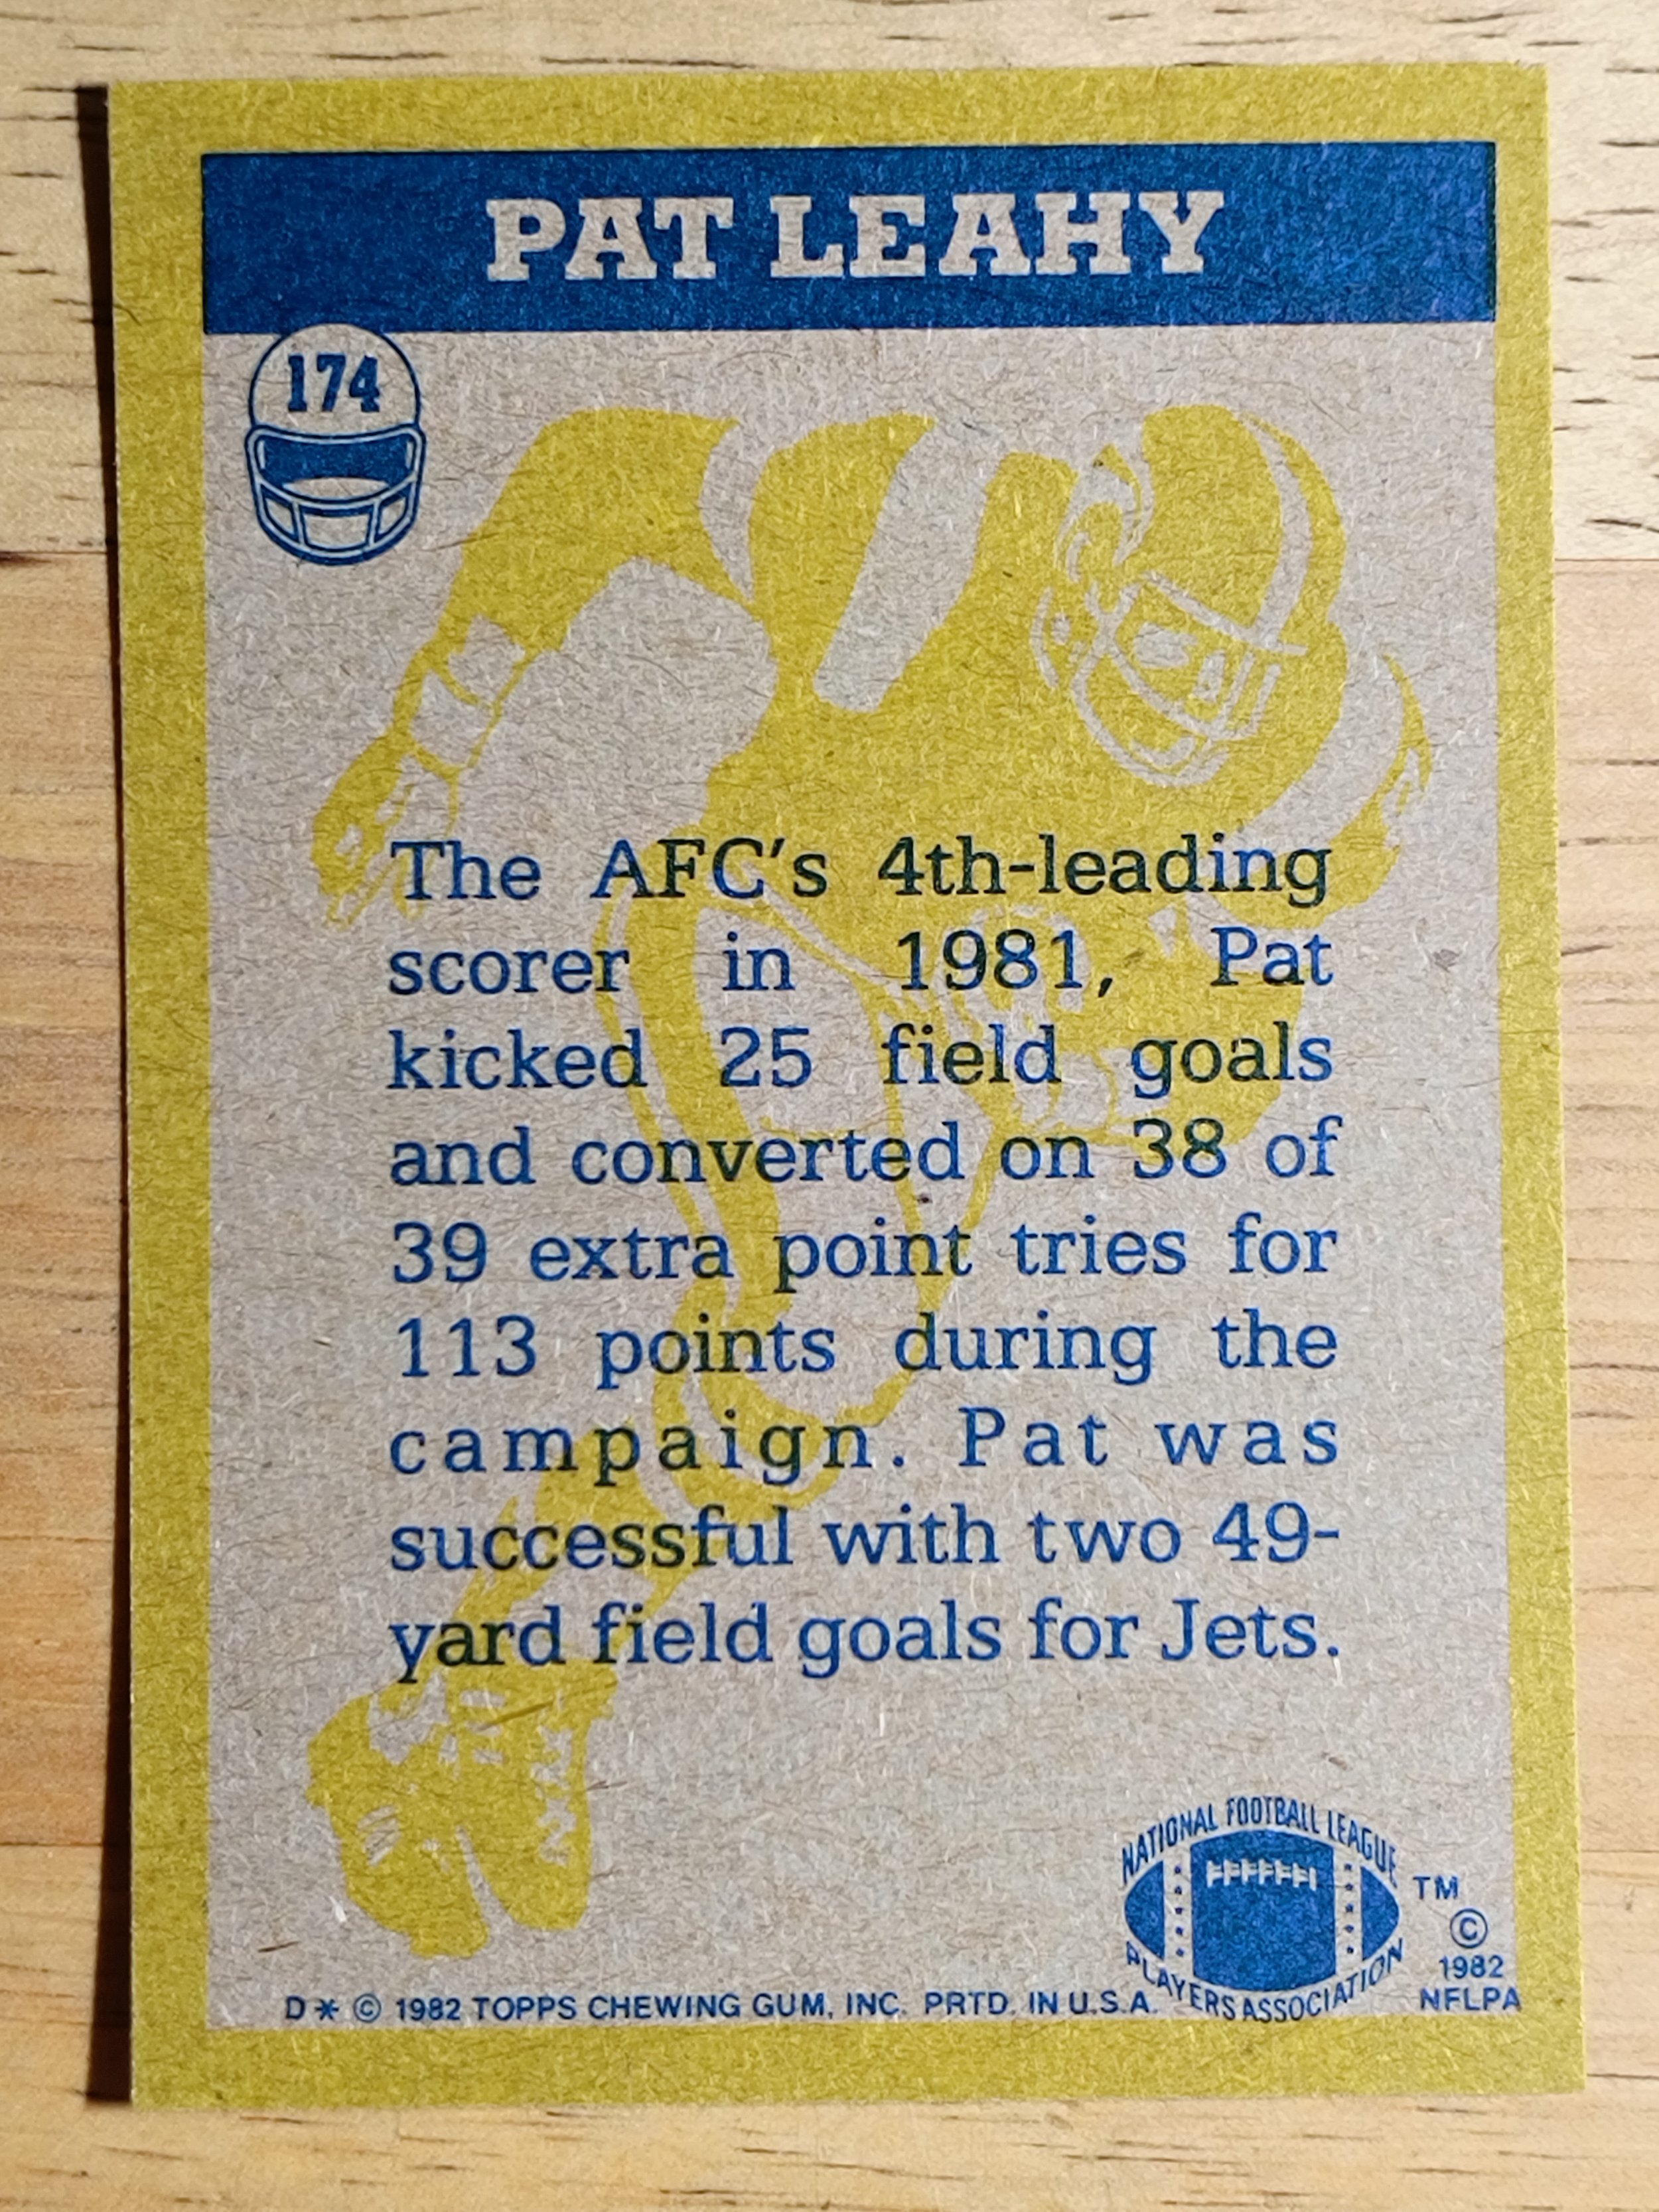 PAT LEAHY
174
The AFC's 4th-leading
scorer in 1981, Pat
kicked 25 field goals
and converted on 38 of
39 extra point tries for
113 points during the
campaign. Pat was
successful with two 49-
yard field goals for Jets.
NATIONAL FOOTBALL LEAGUE
PLAYERS ASSOCIATION
TM
©
1982
NFLPA
D * © 1982 TOPPS CHEWING GUM, INC. PRTD. IN U.S.A.